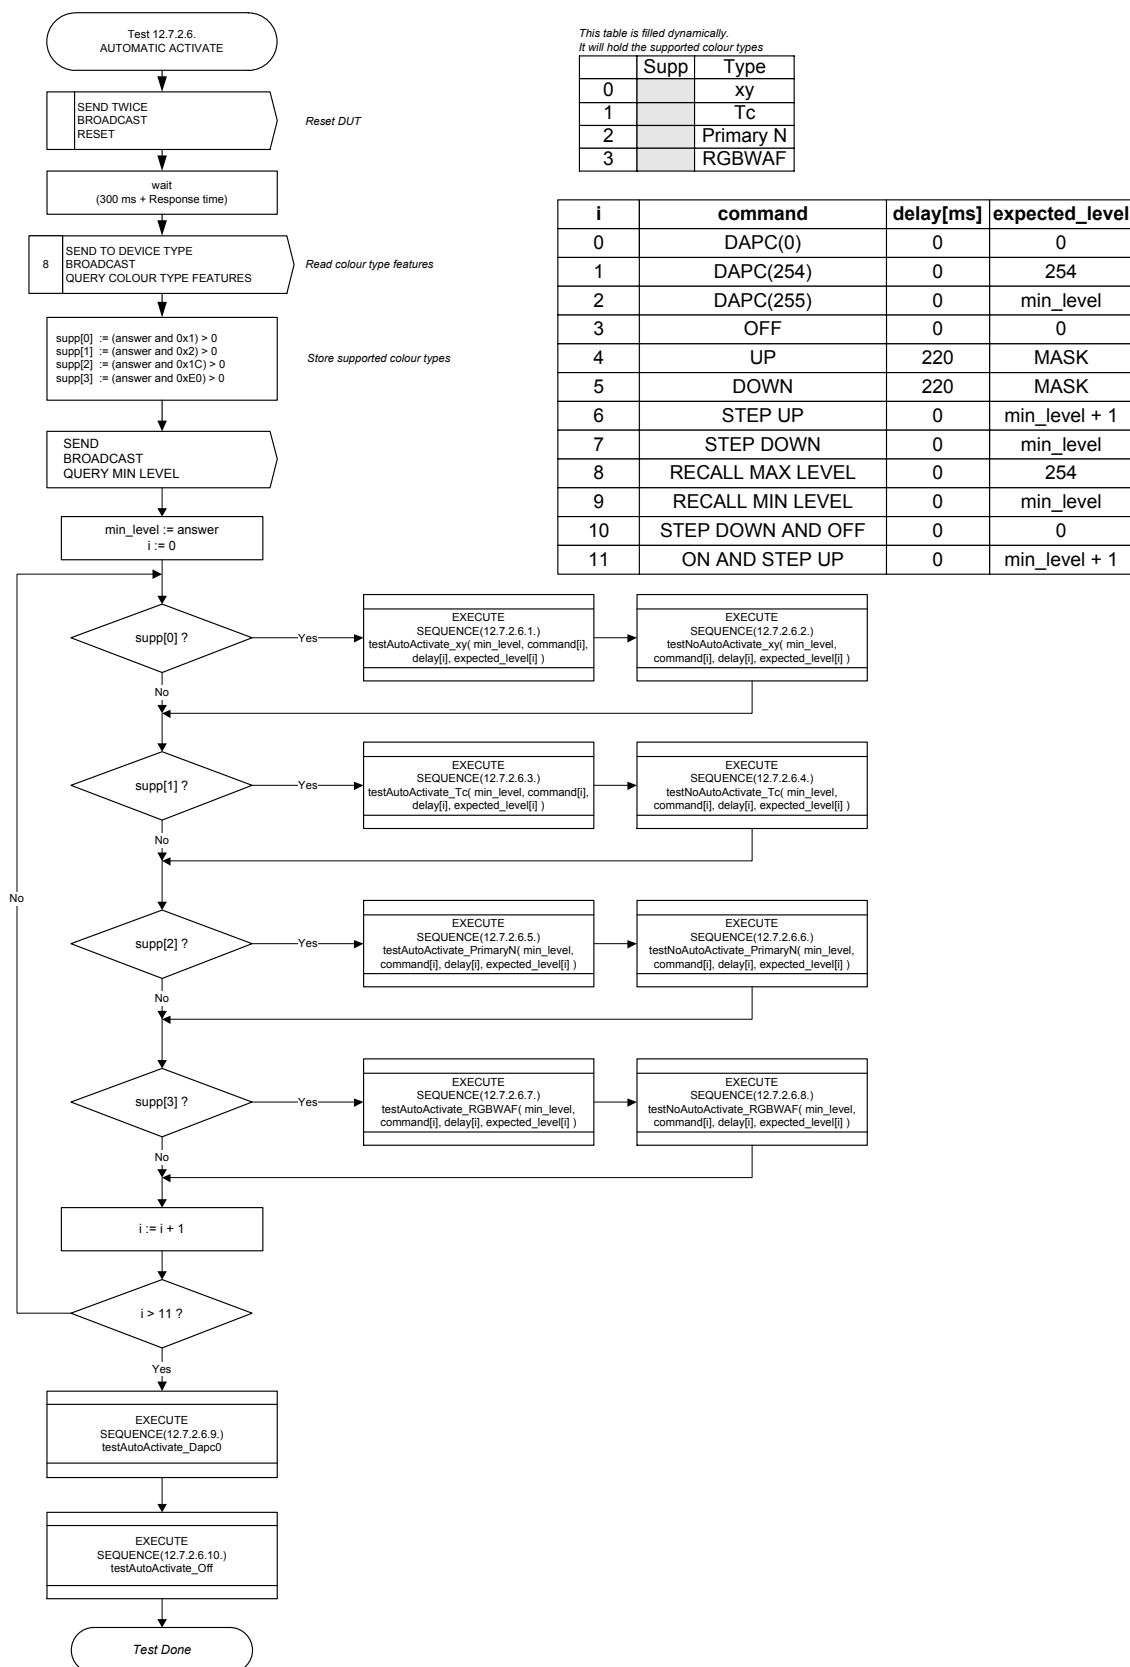 Test 12.7.2.6.
AUTOMATIC ACTIVATE
SEND TWICE
BROADCAST
RESET
Reset DUT
wait
(300 ms + Response time)
8
SEND TO DEVICE TYPE
BROADCAST
QUERY COLOUR TYPE FEATURES
Read colour type features
supp[0] := (answer and 0x1) > 0
supp[1] := (answer and 0x2) > 0
supp[2] := (answer and 0x1C) > 0
supp[3] := (answer and 0xE0) > 0
Store supported colour types
SEND
BROADCAST
QUERY MIN LEVEL
min_level := answer
i := 0
This table is filled dynamically.
It will hold the supported colour types
Supp Type
0 xy
1 Tc
2 Primary N
3 RGBWAF
i command delay[ms] expected_level
0 DAPC(0) 0 0
1 DAPC(254) 0 254
2 DAPC(255) 0 min_level
3 OFF 0 0
4 UP 220 MASK
5 DOWN 220 MASK
6 STEP UP 0 min_level + 1
7 STEP DOWN 0 min_level
8 RECALL MAX LEVEL 0 254
9 RECALL MIN LEVEL 0 min_level
10 STEP DOWN AND OFF 0 0
11 ON AND STEP UP 0 min_level + 1
supp[0] ?
Yes
EXECUTE
SEQUENCE(12.7.2.6.1.)
testAutoActivate_xy( min_level, command[i],
delay[i], expected_level[i] )
EXECUTE
SEQUENCE(12.7.2.6.2.)
testNoAutoActivate_xy( min_level,
command[i], delay[i], expected_level[i] )
No
supp[1] ?
Yes
EXECUTE
SEQUENCE(12.7.2.6.3.)
testAutoActivate_Tc( min_level, command[i],
delay[i], expected_level[i] )
EXECUTE
SEQUENCE(12.7.2.6.4.)
testNoAutoActivate_Tc( min_level,
command[i], delay[i], expected_level[i] )
No
No
supp[2] ?
Yes
EXECUTE
SEQUENCE(12.7.2.6.5.)
testAutoActivate_PrimaryN( min_level,
command[i], delay[i], expected_level[i] )
EXECUTE
SEQUENCE(12.7.2.6.6.)
testNoAutoActivate_PrimaryN( min_level,
command[i], delay[i], expected_level[i] )
No
supp[3] ?
Yes
EXECUTE
SEQUENCE(12.7.2.6.7.)
testAutoActivate_RGBWAF( min_level,
command[i], delay[i], expected_level[i] )
EXECUTE
SEQUENCE(12.7.2.6.8.)
testNoAutoActivate_RGBWAF( min_level,
command[i], delay[i], expected_level[i] )
No
i := i + 1
i > 11 ?
Yes
EXECUTE
SEQUENCE(12.7.2.6.9.)
testAutoActivate_Dapc0
EXECUTE
SEQUENCE(12.7.2.6.10.)
testAutoActivate_Off
Test Done